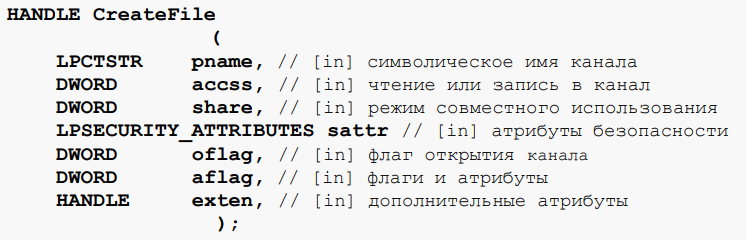 HANDLE CreateFile
(
LPCTSTR pname, // [in] символическое имя канала
DWORD accss, // [in] чтение или запись в канал
DWORD share, // [in] режим совместного использования
LPSECURITY_ATTRIBUTES sattr // [in] атрибуты безопасности
DWORD oflag, // [in] флаг открытия канала
DWORD aflag, // [in] флаги и атрибуты
HANDLE exten, // [in] дополнительные атрибуты
);